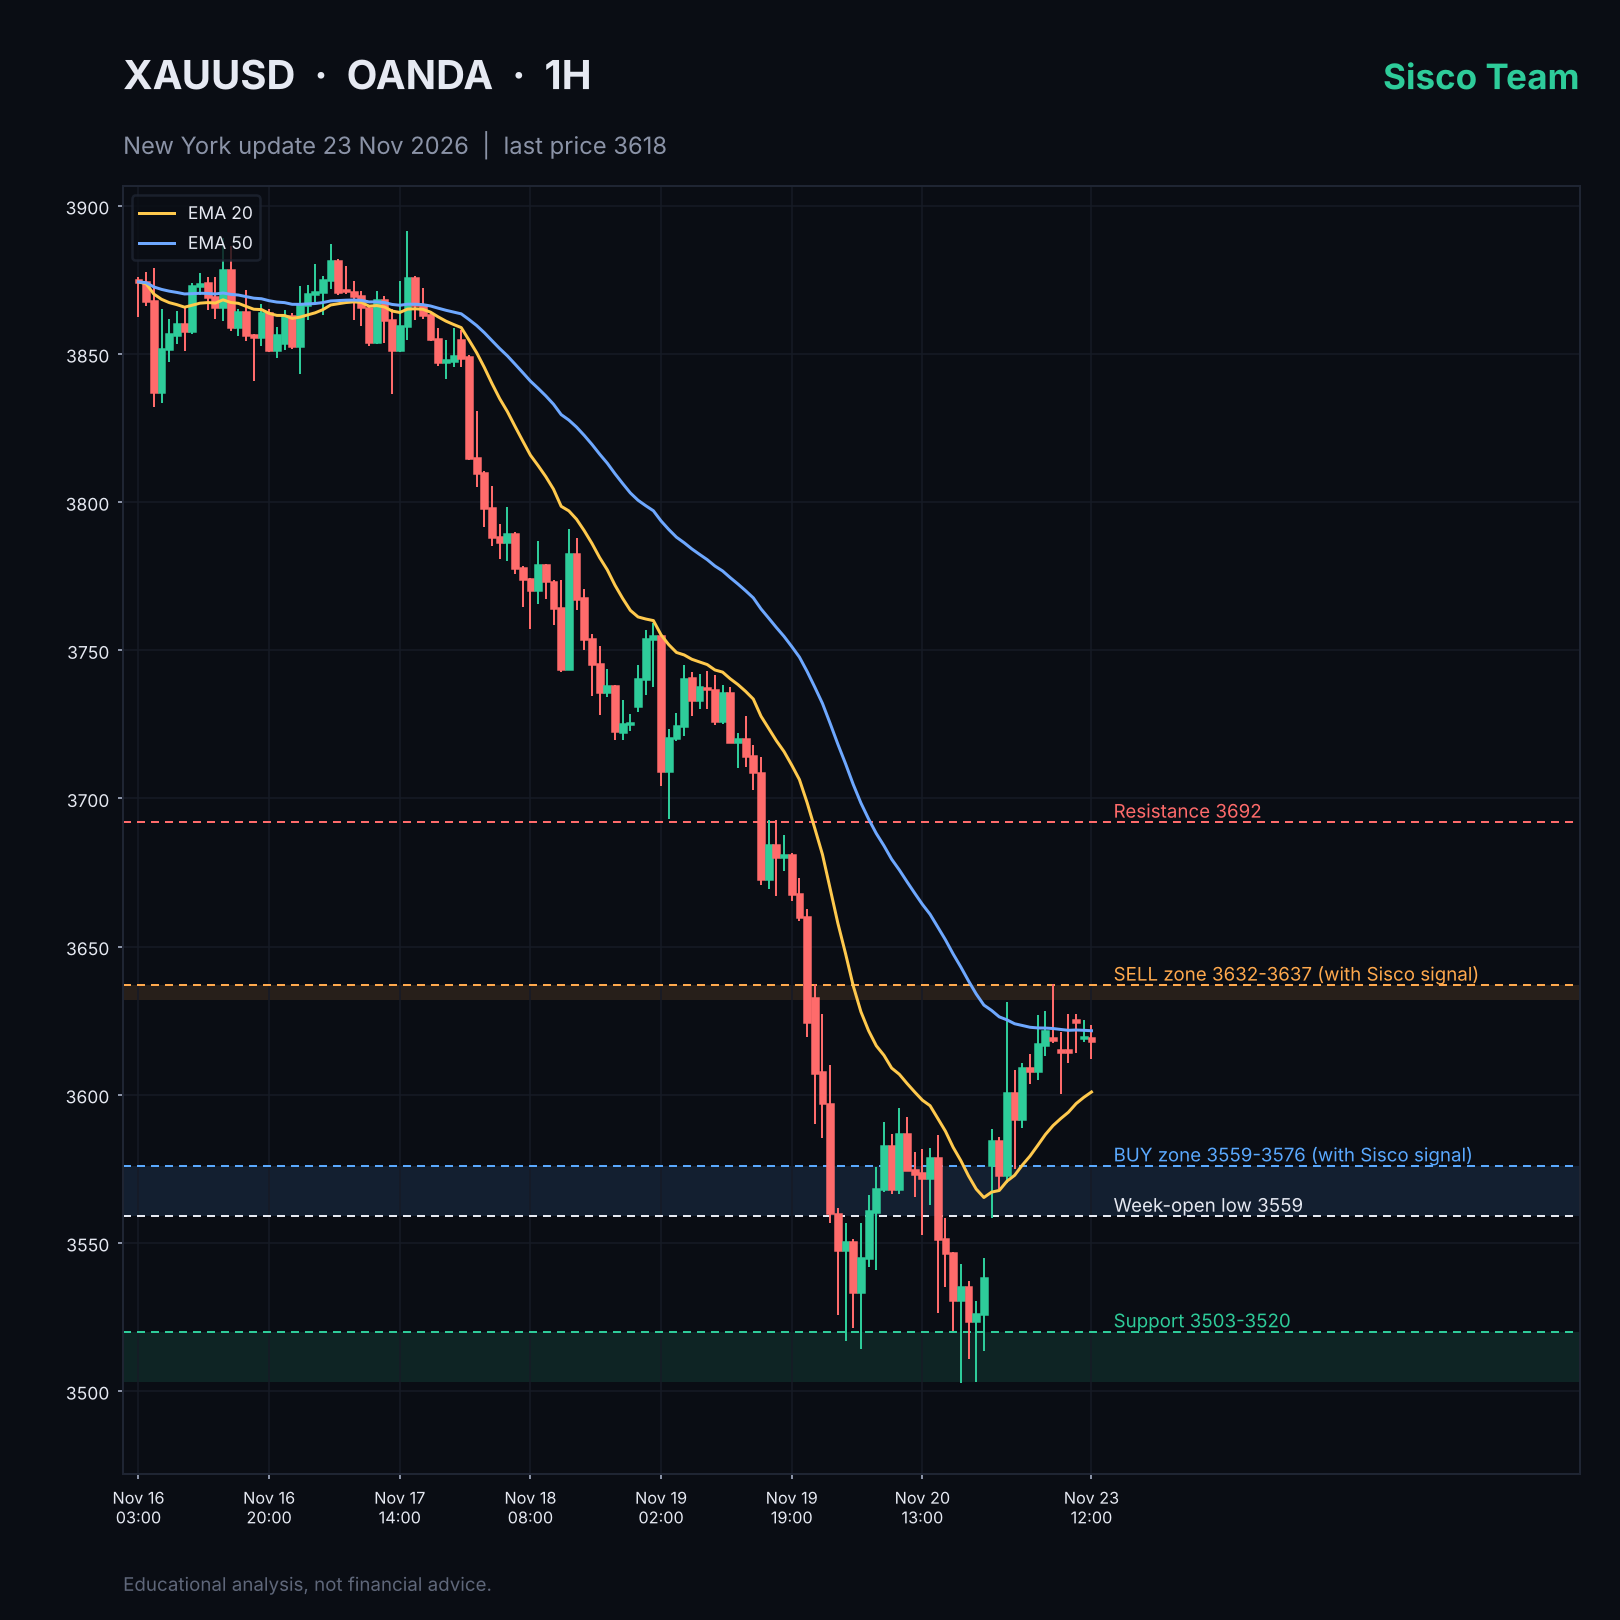 XAUUSD · OANDA · 1H
Sisco Team
New York update 23 Nov 2026 | last price 3618
EMA 20
EMA 50
3900
3850
3800
3750
3700
3650
3600
3550
3500
Resistance 3692
SELL zone 3632-3637 (with Sisco signal)
BUY zone 3559-3576 (with Sisco signal)
Week-open low 3559
Support 3503-3520
Nov 16
03:00
Nov 16
20:00
Nov 17
14:00
Nov 18
08:00
Nov 19
02:00
Nov 19
19:00
Nov 20
13:00
Nov 23
12:00
Educational analysis, not financial advice.